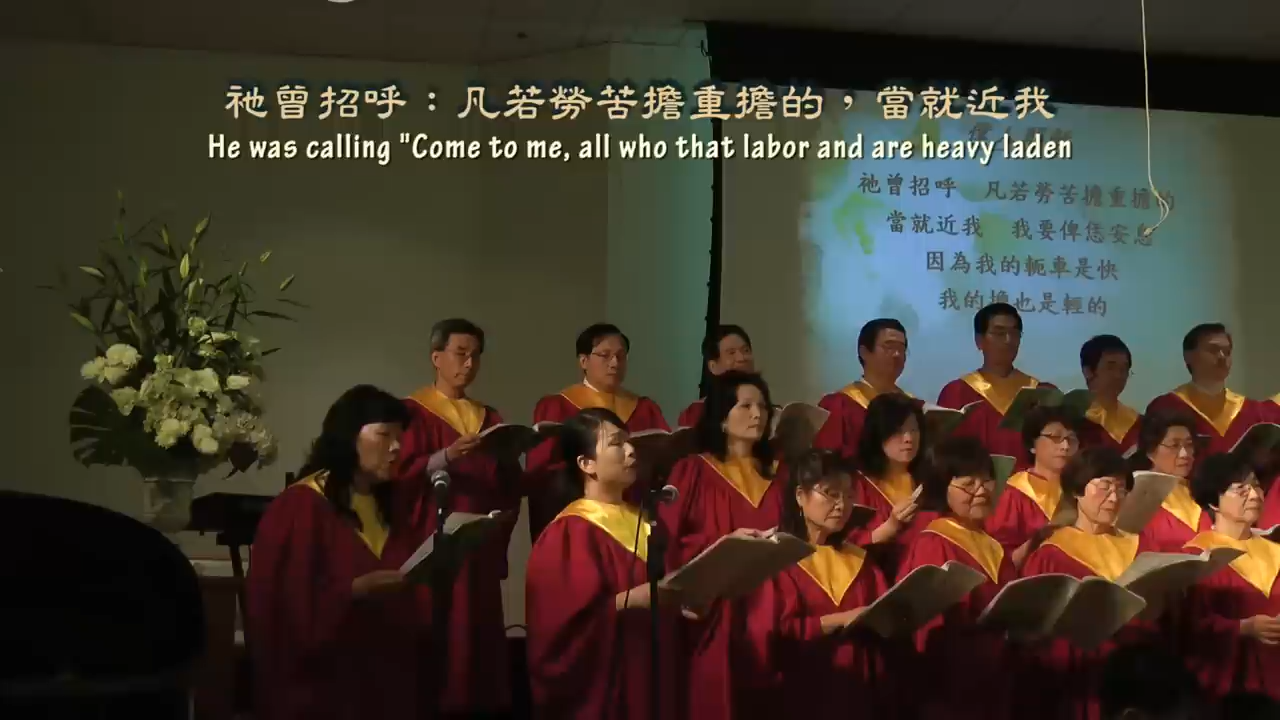 祂曾招呼：凡若勞苦擔重擔的，當就近我
He was calling "Come to me, all who that labor and are heavy laden
祂曾招呼 凡若勞苦擔重擔的
當就近我 我要俾恁安息
因為我的軛車是快
我的擔也是輕的